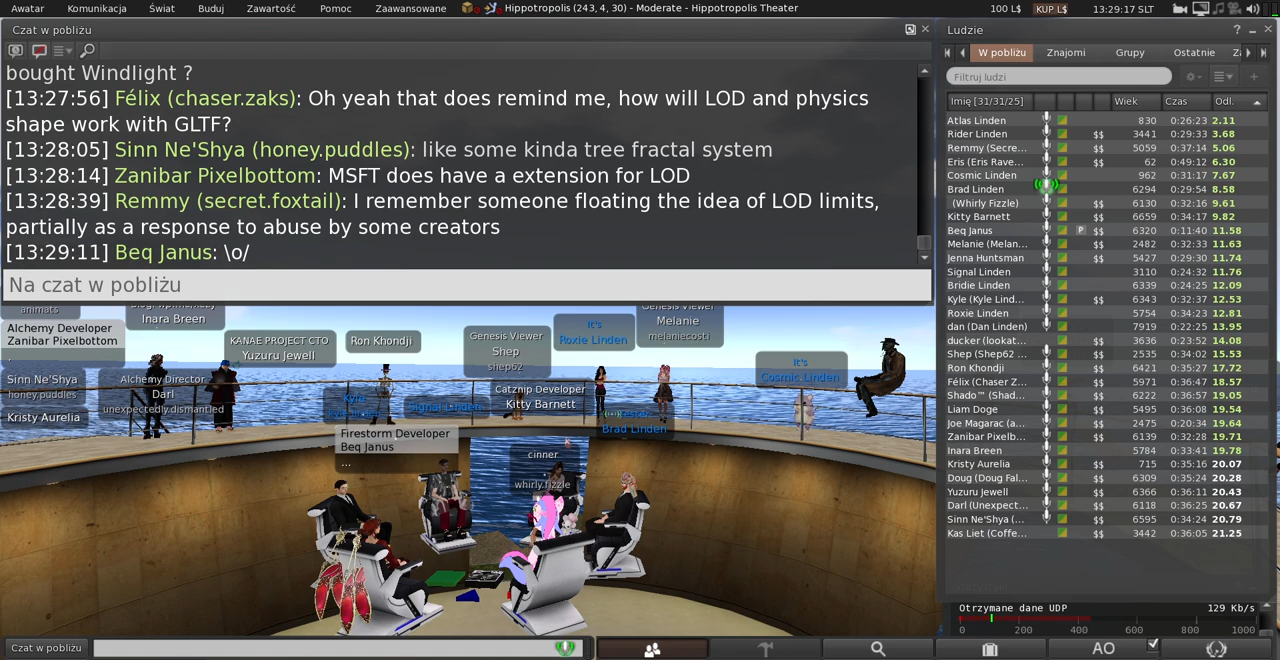 Awatar Komunikacja Świat Buduj Zawartość Pomoc Zaawansowane Hippotropolis (243, 4, 30) - Moderate - Hippotropolis Theater 100 L$ KUP L$ 13:29:17 SLT
Czat w pobliżu
bought Windlight ?
[13:27:56] Félix (chaser.zaks): Oh yeah that does remind me, how will LOD and physics
shape work with GLTF?
[13:28:05] Sinn Ne'Shya (honey.puddles): like some kinda tree fractal system
[13:28:14] Zanibar Pixelbottom: MSFT does have a extension for LOD
[13:28:39] Remmy (secret.foxtail): I remember someone floating the idea of LOD limits,
partially as a response to abuse by some creators
[13:29:11] Beq Janus: \o/
Na czat w pobliżu
animats
Inara Breen
Alchemy Developer
Zanibar Pixelbottom
.
KANAE PROJECT CTO
Yuzuru Jewell
Ron Khondji
Genesis Viewer
Shep
shep62
It's
Roxie Linden
Genesis Viewer
Melanie
melaniecosti
It's
Cosmic Linden
Sinn Ne'Shya
honey.puddles
Alchemy Director
Darl
unexpectedly.dismantled
Kristy Aurelia
Kyle
kyle.linden
Signal Linden
Catznip Developer
Kitty Barnett
Brad Linden
Firestorm Developer
Beq Janus
...
cinner
whirly.fizzle
Ludzie
W pobliżu Znajomi Grupy Ostatnie
Filtruj ludzi
Imię [31/31/25] Wiek Czas Odl.
Atlas Linden 830 0:26:23 2.11
Rider Linden $$ 3441 0:29:33 3.68
Remmy (Secre... $$ 5059 0:37:14 5.06
Eris (Eris Rave... $$ 62 0:49:12 6.30
Cosmic Linden 962 0:31:17 7.67
Brad Linden 6294 0:29:54 8.58
(Whirly Fizzle) $$ 6130 0:32:16 9.61
Kitty Barnett $$ 6659 0:34:17 9.82
Beq Janus P $$ 6320 0:11:40 11.58
Melanie (Melan... $$ 2482 0:32:33 11.63
Jenna Huntsman $$ 5427 0:29:30 11.74
Signal Linden 3110 0:24:32 11.76
Bridie Linden 6339 0:24:25 12.09
Kyle (Kyle Lind... $$ 6343 0:32:37 12.53
Roxie Linden 5754 0:34:23 12.81
dan (Dan Linden) 7919 0:22:25 13.95
ducker (lookat... $$ 3636 0:23:52 14.08
Shep (Shep62 ... $$ 2535 0:34:02 15.53
Ron Khondji $$ 6421 0:35:27 17.72
Félix (Chaser Z... $$ 5971 0:36:47 18.57
Shado™ (Shad... $$ 6222 0:36:57 19.05
Liam Doge $$ 5495 0:36:08 19.54
Joe Magarac (a... $$ 2475 0:20:34 19.64
Zanibar Pixelb... $$ 6139 0:32:28 19.71
Inara Breen 5784 0:33:41 19.78
Kristy Aurelia $$ 715 0:35:16 20.07
Doug (Doug Fal... $$ 6309 0:34:24 20.28
Yuzuru Jewell $$ 6366 0:36:11 20.43
Darl (Unexpect... $$ 6118 0:36:25 20.67
Sinn Ne'Shya (... $$ 6595 0:34:24 20.79
Kas Liet (Coffe... $$ 3442 0:36:05 21.25
Otrzymane dane UDP 129 Kb/s
0 200 400 600 800 1000
Czat w pobliżu AO